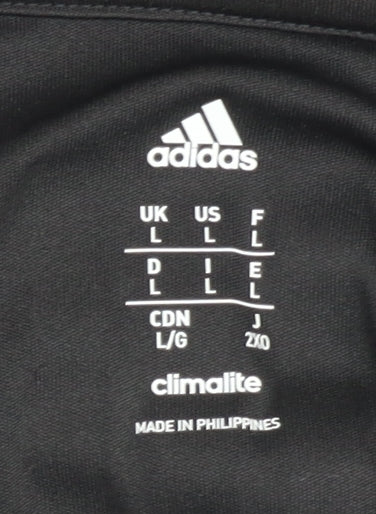 adidas
UK US F
L L L
D I E
L L L
CDN J
L/G 2XO
climalite
MADE IN PHILIPPINES